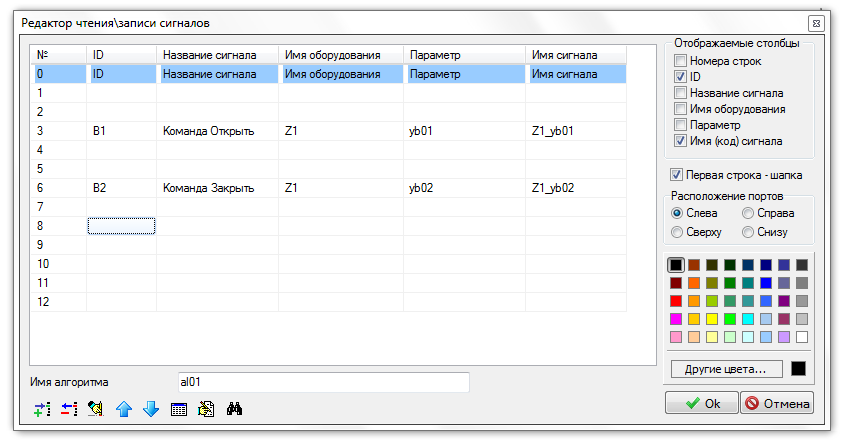 Редактор чтения\записи сигналов
№ ID Название сигнала Имя оборудования Параметр Имя сигнала
0 ID Название сигнала Имя оборудования Параметр Имя сигнала
1
2
3 B1 Команда Открыть Z1 yb01 Z1_yb01
4
5
6 B2 Команда Закрыть Z1 yb02 Z1_yb02
7
8
9
10
11
12
Имя алгоритма al01
Отображаемые столбцы
Номера строк
ID
Название сигнала
Имя оборудования
Параметр
Имя (код) сигнала
Первая строка - шапка
Расположение портов
Слева Справа
Сверху Снизу
Другие цвета...
Ok Отмена